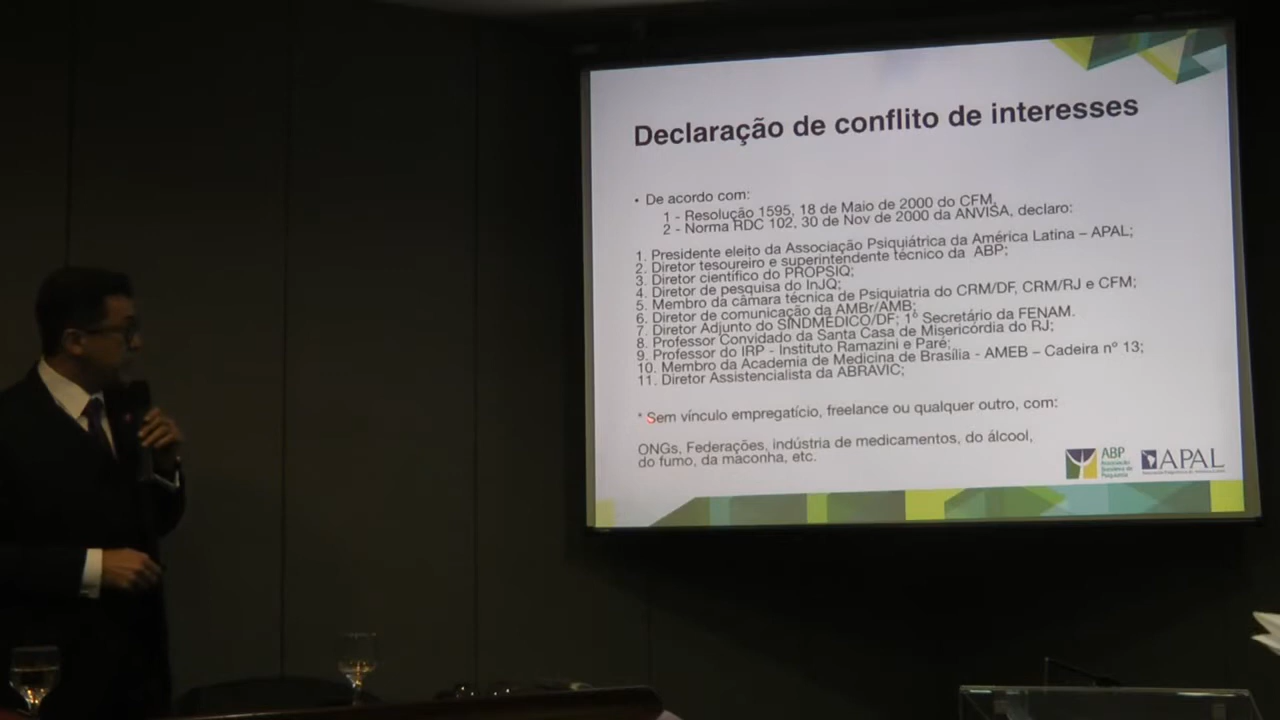 Declaração de conflito de interesses
• De acordo com:
1 - Resolução 1595, 18 de Maio de 2000 do CFM,
2 - Norma RDC 102, 30 de Nov de 2000 da ANVISA, declaro:
1. Presidente eleito da Associação Psiquiátrica da América Latina – APAL;
2. Diretor tesoureiro e superintendente técnico da ABP;
3. Diretor científico do PROPSIQ;
4. Diretor de pesquisa do InJQ;
5. Membro da câmara técnica de Psiquiatria do CRM/DF, CRM/RJ e CFM;
6. Diretor de comunicação da AMBr/AMB;
7. Diretor Adjunto do SINDMÉDICO/DF; 1º Secretário da FENAM.
8. Professor Convidado da Santa Casa de Misericórdia do RJ;
9. Professor do IRP - Instituto Ramazini e Paré;
10. Membro da Academia de Medicina de Brasília - AMEB – Cadeira nº 13;
11. Diretor Assistencialista da ABRAVIC;
* Sem vínculo empregatício, freelance ou qualquer outro, com:
ONGs, Federações, indústria de medicamentos, do álcool,
do fumo, da maconha, etc.
ABP
Associação
Brasileira de
Psiquiatria
APAL